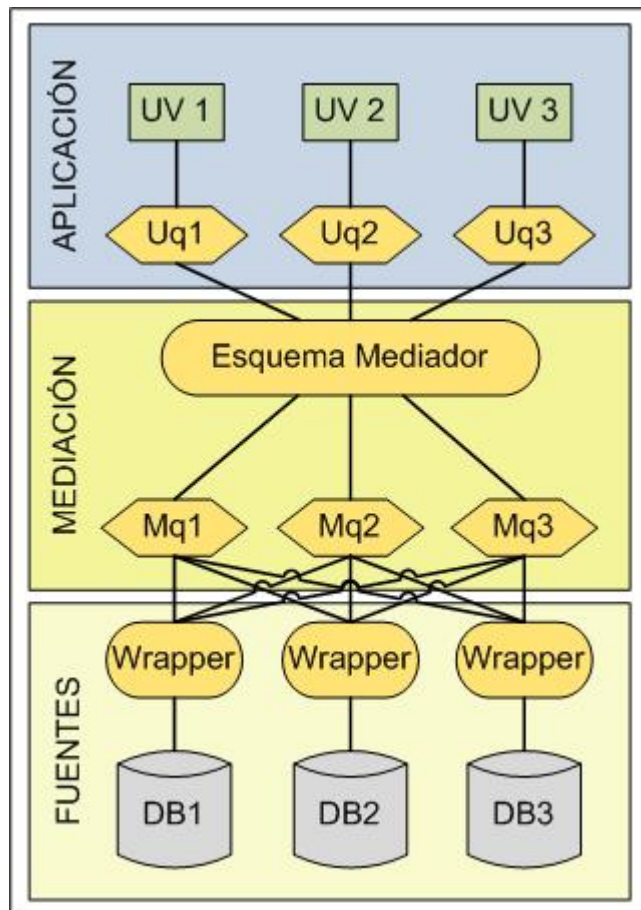 APLICACIÓN
UV 1
UV 2
UV 3
Uq1
Uq2
Uq3
MEDIACIÓN
Esquema Mediador
Mq1
Mq2
Mq3
FUENTES
Wrapper
Wrapper
Wrapper
DB1
DB2
DB3